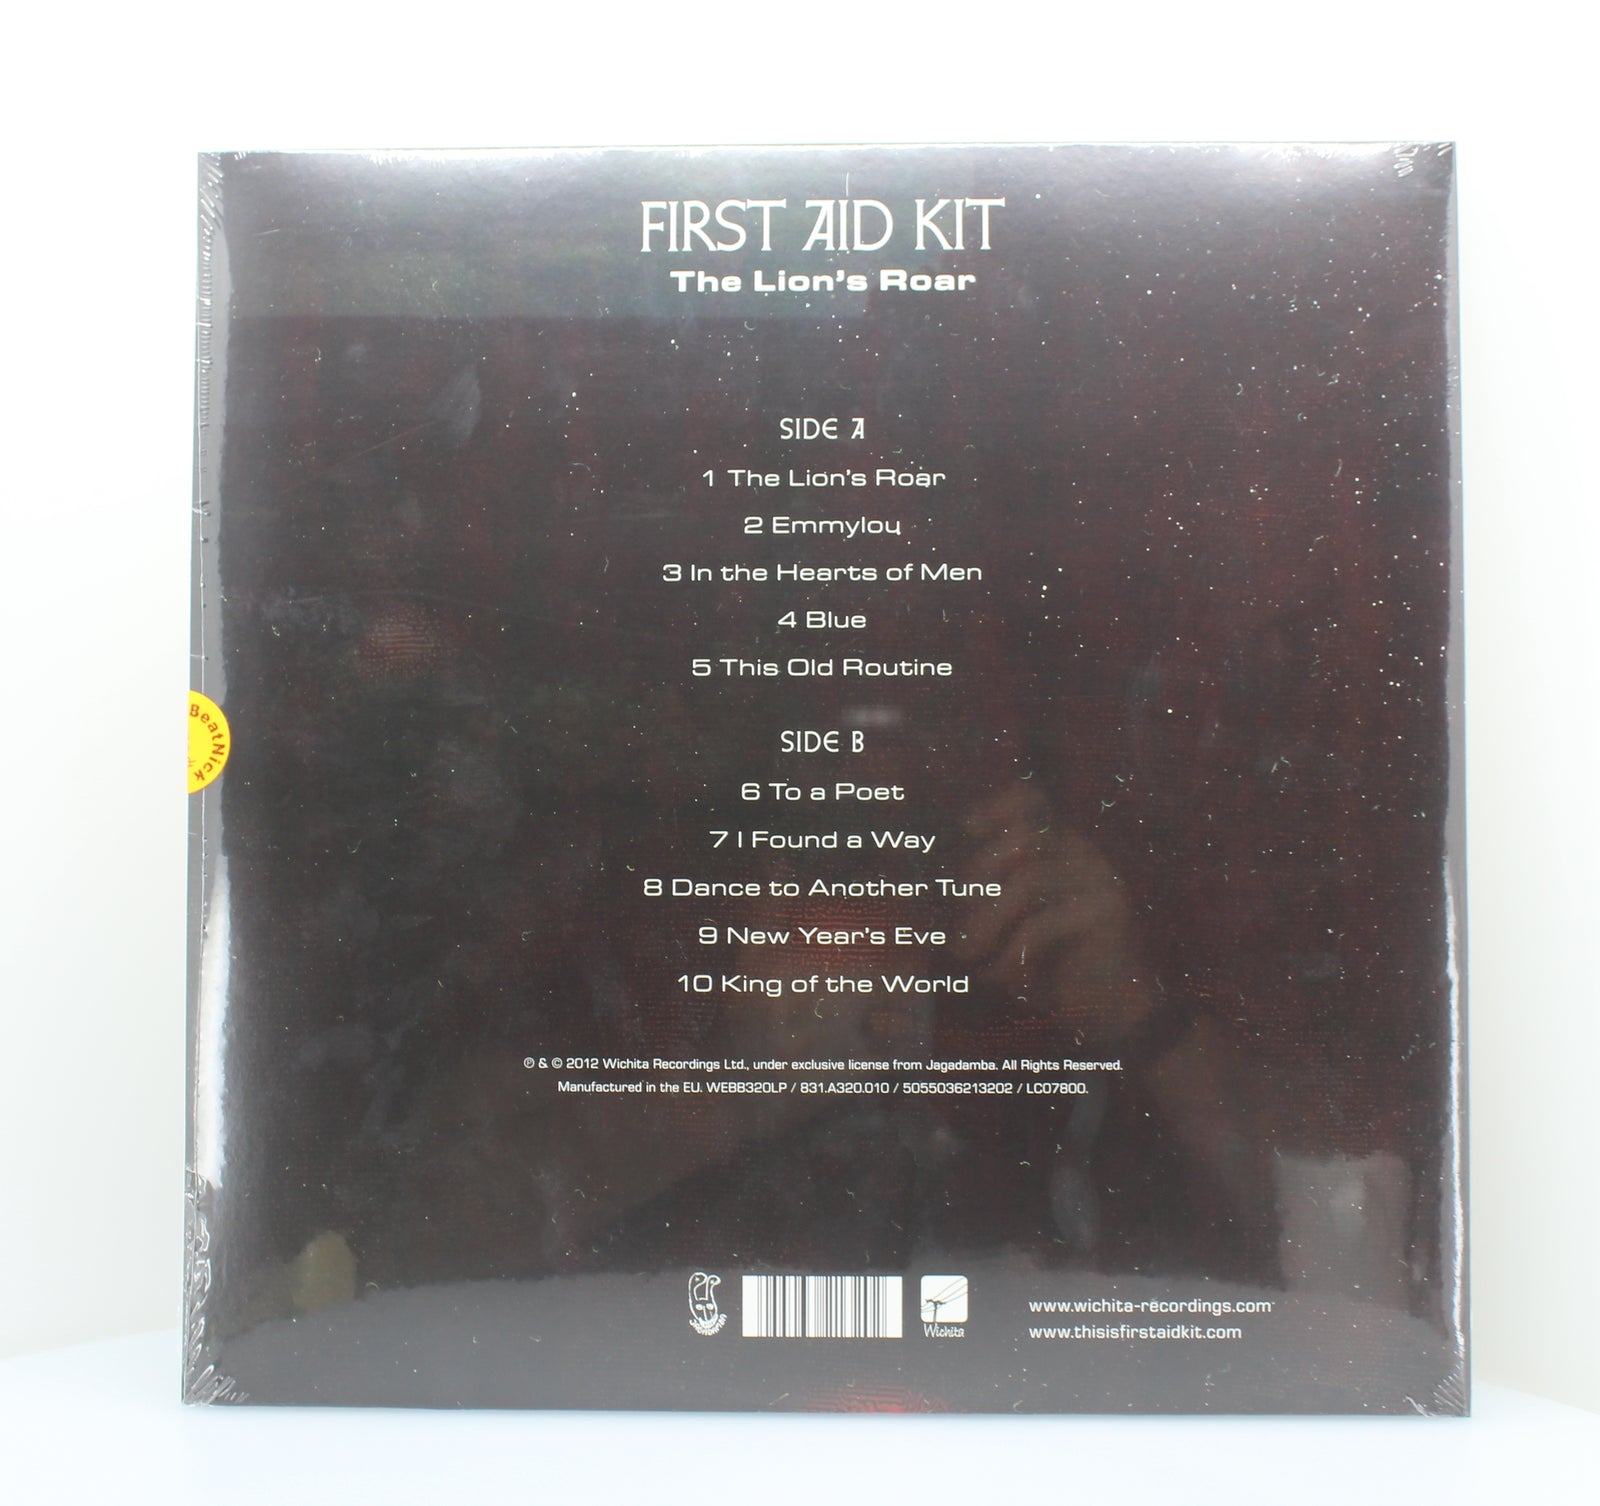 FIRST AID KIT
The Lion's Roar
SIDE A
1 The Lion's Roar
2 Emmylou
3 In the Hearts of Men
4 Blue
5 This Old Routine
BeatNick
SIDE B
6 To a Poet
7 I Found a Way
8 Dance to Another Tune
9 New Year's Eve
10 King of the World
℗ & © 2012 Wichita Recordings Ltd., under exclusive license from Jagadamba. All Rights Reserved.
Manufactured in the EU. WEBB320LP / 831.A320.010 / 5055036213202 / LC07800.
Wichita
www.wichita-recordings.com
www.thisisfirstaidkit.com